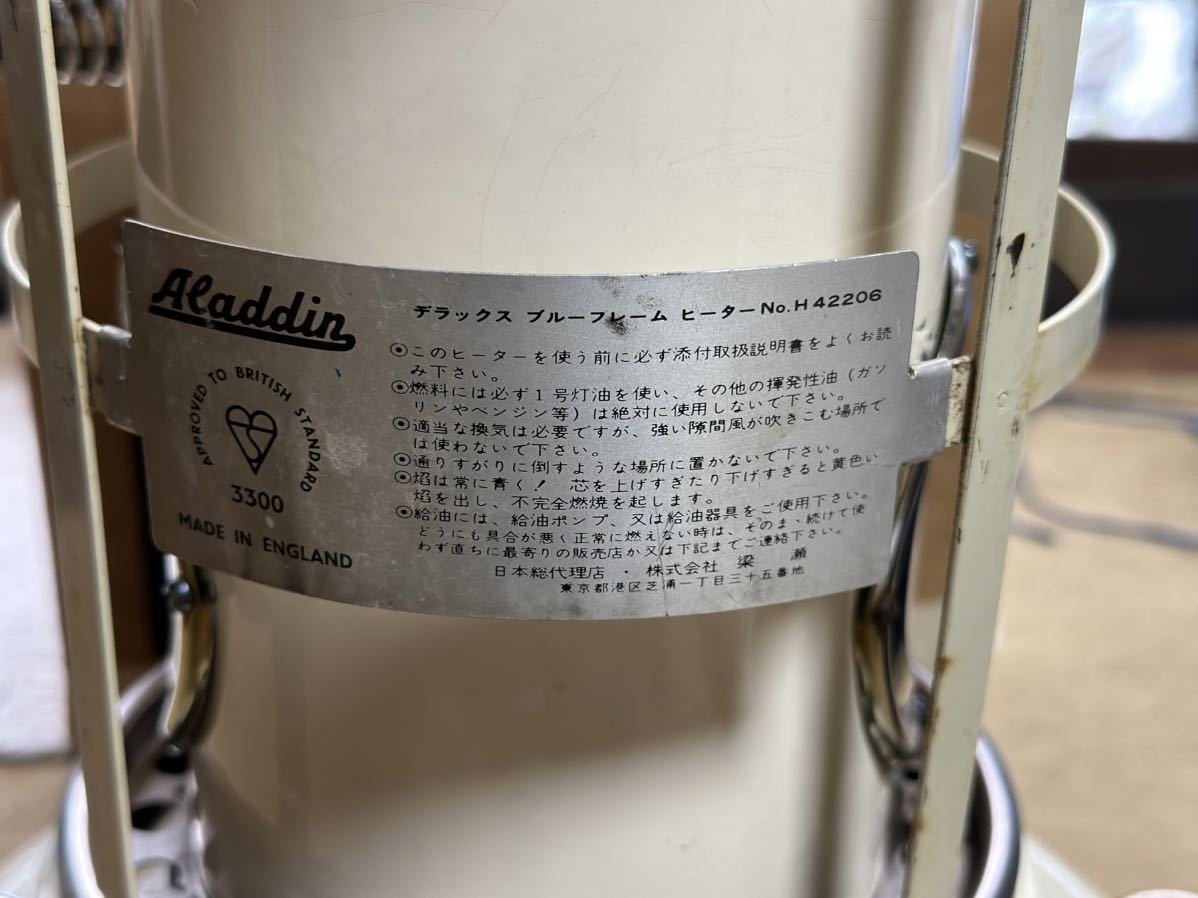 Aladdin
デラックス ブルーフレーム ヒーター No. H42206
APPROVED TO BRITISH STANDARD
3300
MADE IN ENGLAND
⦿このヒーターを使う前に必ず添付取扱説明書をよくお読
み下さい。
⦿燃料には必ず1号灯油を使い、その他の揮発性油（ガソ
リンやベンジン等）は絶対に使用しないで下さい。
⦿適当な換気は必要ですが、強い隙間風が吹きこむ場所で
は使わないで下さい。
⦿通りすがりに倒すような場所に置かないで下さい。
⦿焰は常に青く！ 芯を上げすぎたり下げすぎると黄色い
焰を出し、不完全燃焼を起します。
⦿給油には、給油ポンプ、又は給油器具をご使用下さい。
どうにも具合が悪く正常に燃えない時は、そのまゝ続けて使
わず直ちに最寄りの販売店か又は下記までご連絡下さい。
日本総代理店・株式会社 梁瀬
東京都港区芝浦一丁目三十五番地